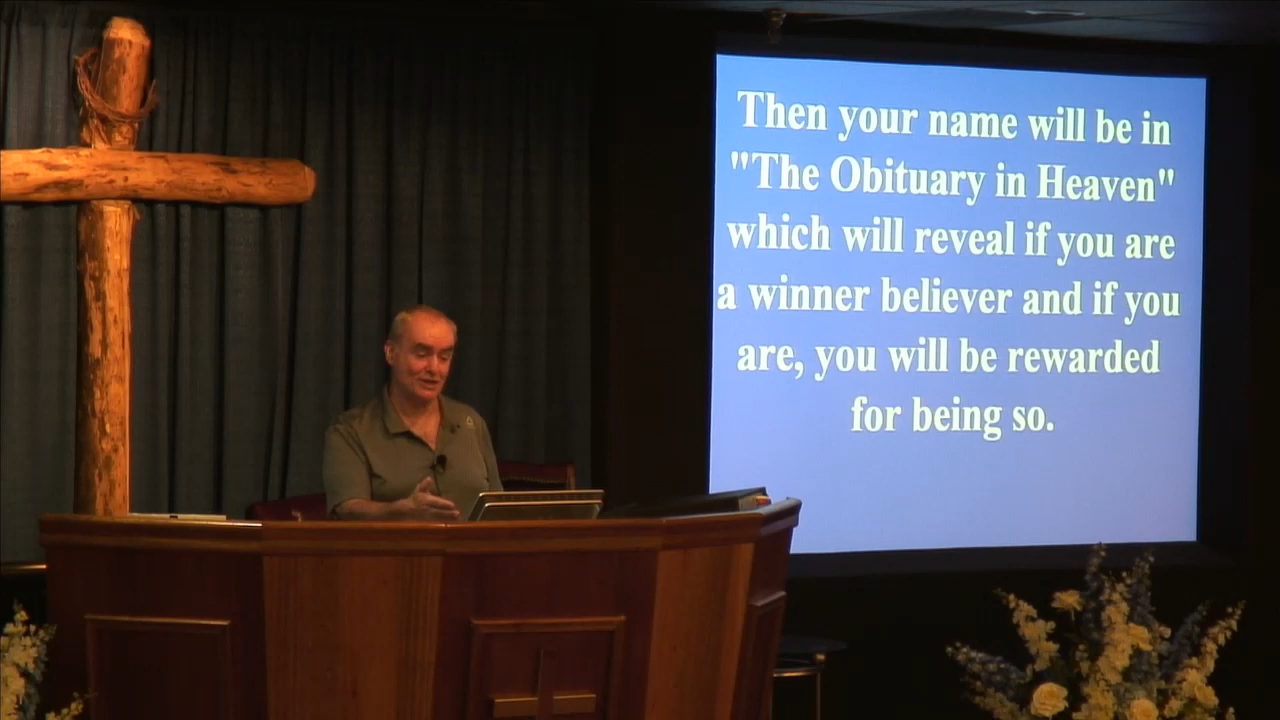 Then your name will be in
"The Obituary in Heaven"
which will reveal if you are
a winner believer and if you
are, you will be rewarded
for being so.